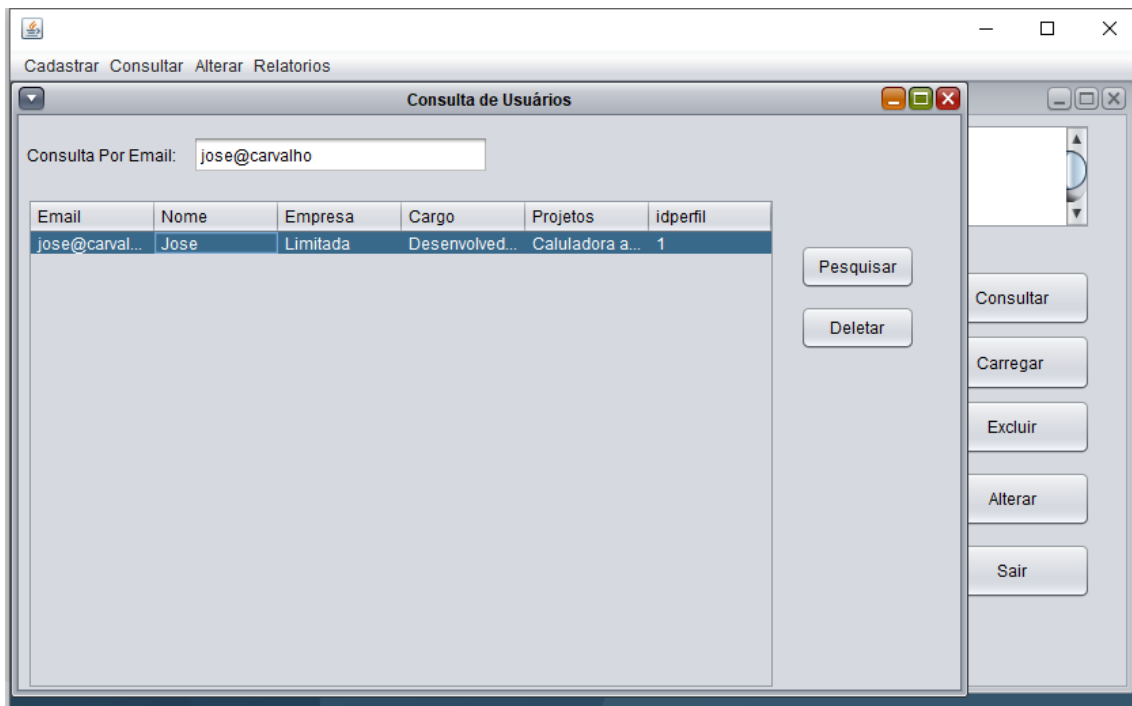 Cadastrar Consultar Alterar Relatorios
Consulta de Usuários
Consulta Por Email: jose@carvalho
Email Nome Empresa Cargo Projetos idperfil
jose@carval... Jose Limitada Desenvolved... Caluladora a... 1
Pesquisar
Deletar
Consultar
Carregar
Excluir
Alterar
Sair